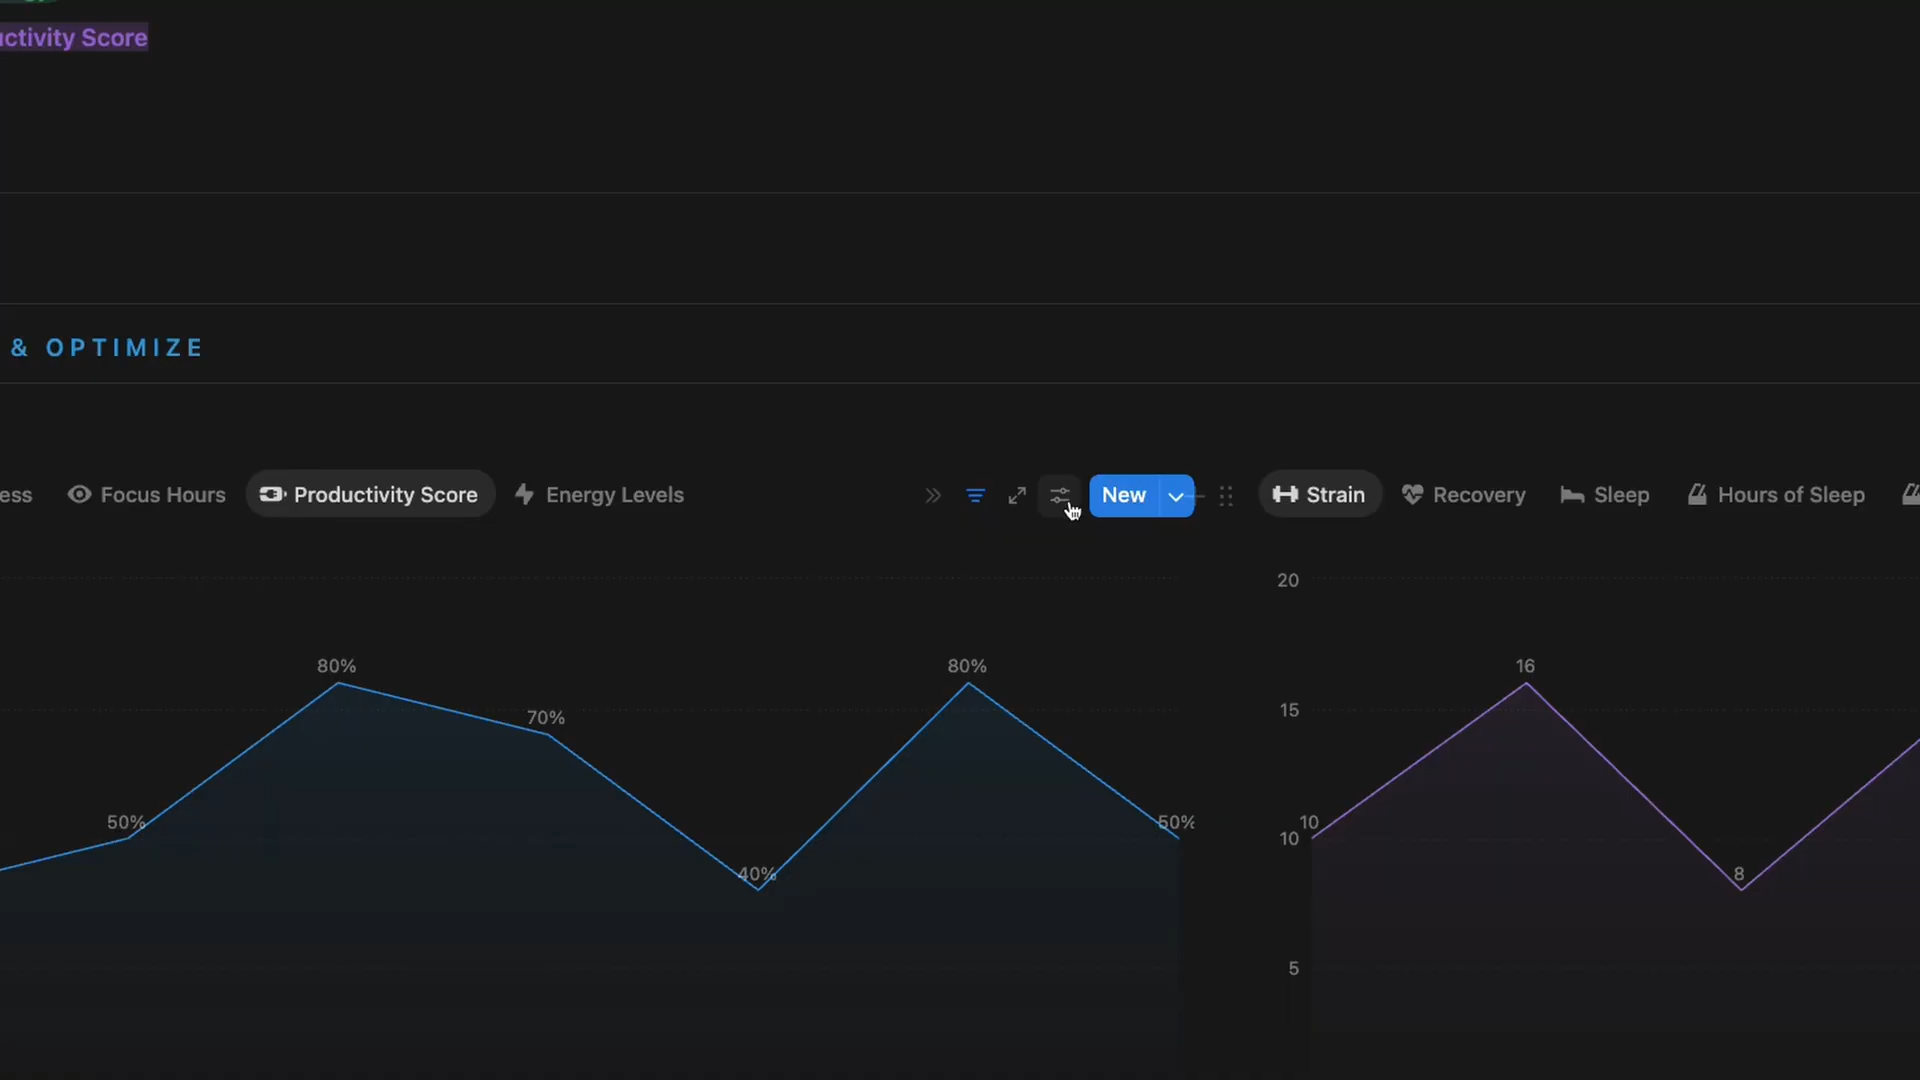 ctivity Score
& OPTIMIZE
ess Focus Hours Productivity Score Energy Levels New Strain Recovery Sleep Hours of Sleep
20
80% 80% 16
15
70%
50% 50% 10
10
40% 8
5